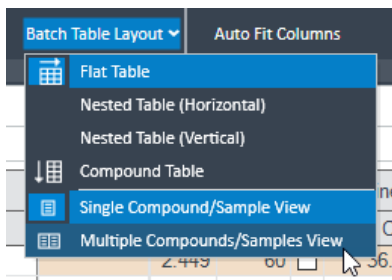 Batch Table Layout Auto Fit Columns
Flat Table
Nested Table (Horizontal)
Nested Table (Vertical)
Compound Table
Single Compound/Sample View
Multiple Compounds/Samples View
2.449 60 36